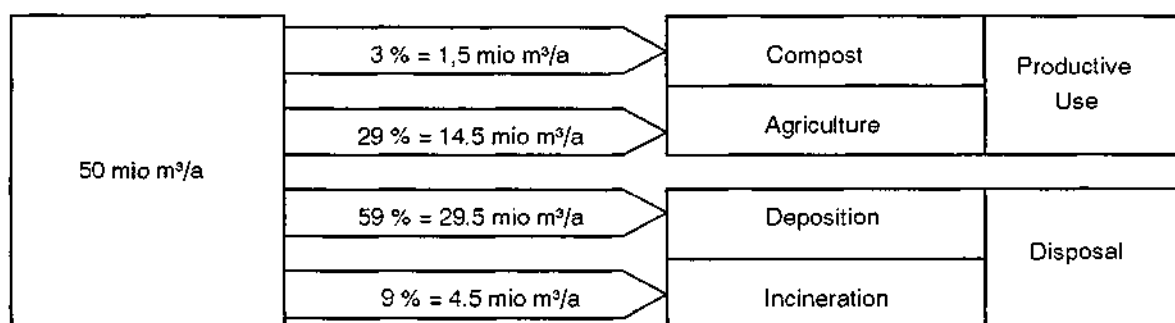 3 % = 1,5 mio m³/a
Compost
Productive
Use
29 % = 14.5 mio m³/a
Agriculture
50 mio m³/a
59 % = 29.5 mio m³/a
Deposition
Disposal
9 % = 4.5 mio m³/a
Incineration